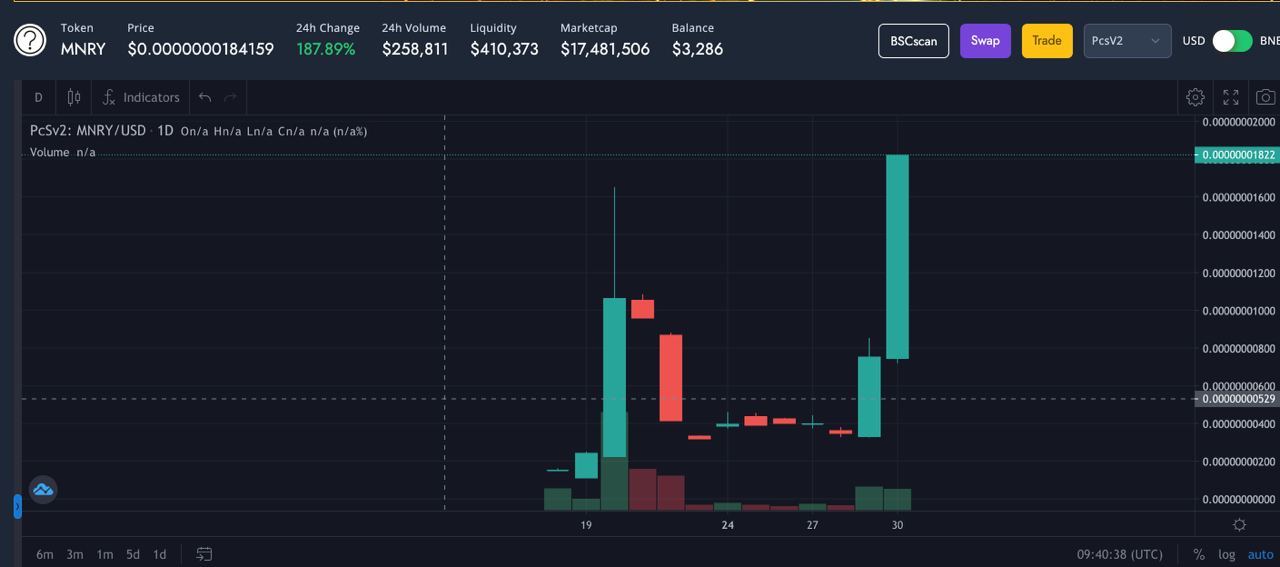 Token Price 24h Change 24h Volume Liquidity Marketcap Balance
MNRY $0.0000000184159 187.89% $258,811 $410,373 $17,481,506 $3,286
BSCscan Swap Trade PcsV2 USD BNB
D Indicators
PcSv2: MNRY/USD · 1D On/a Hn/a Ln/a Cn/a n/a (n/a%)
Volume n/a
0.00000002000
0.00000001822
0.00000001600
0.00000001400
0.00000001200
0.00000001000
0.00000000800
0.00000000600
0.00000000529
0.00000000400
0.00000000200
0.00000000000
19 24 27 30
6m 3m 1m 5d 1d 09:40:38 (UTC) % log auto